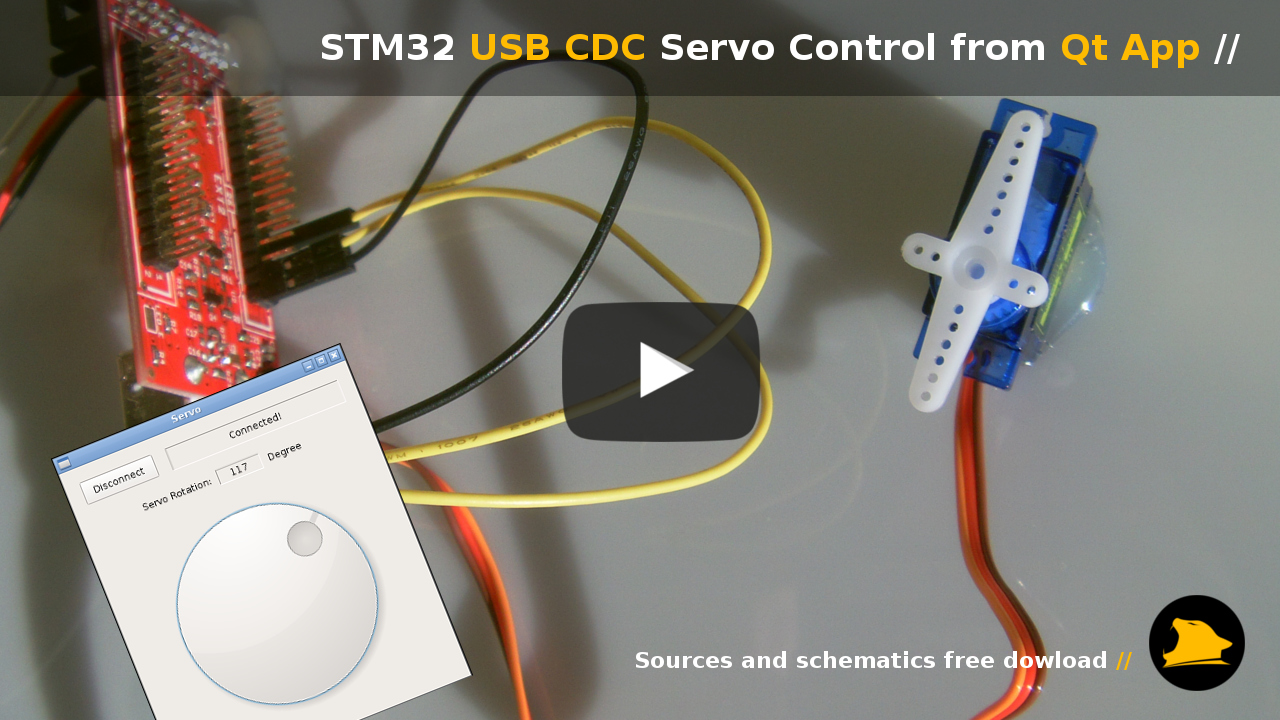 STM32 USB CDC Servo Control from Qt App //
Servo
Disconnect
Connected!
Servo Rotation: 117 Degree
Sources and schematics free dowload //